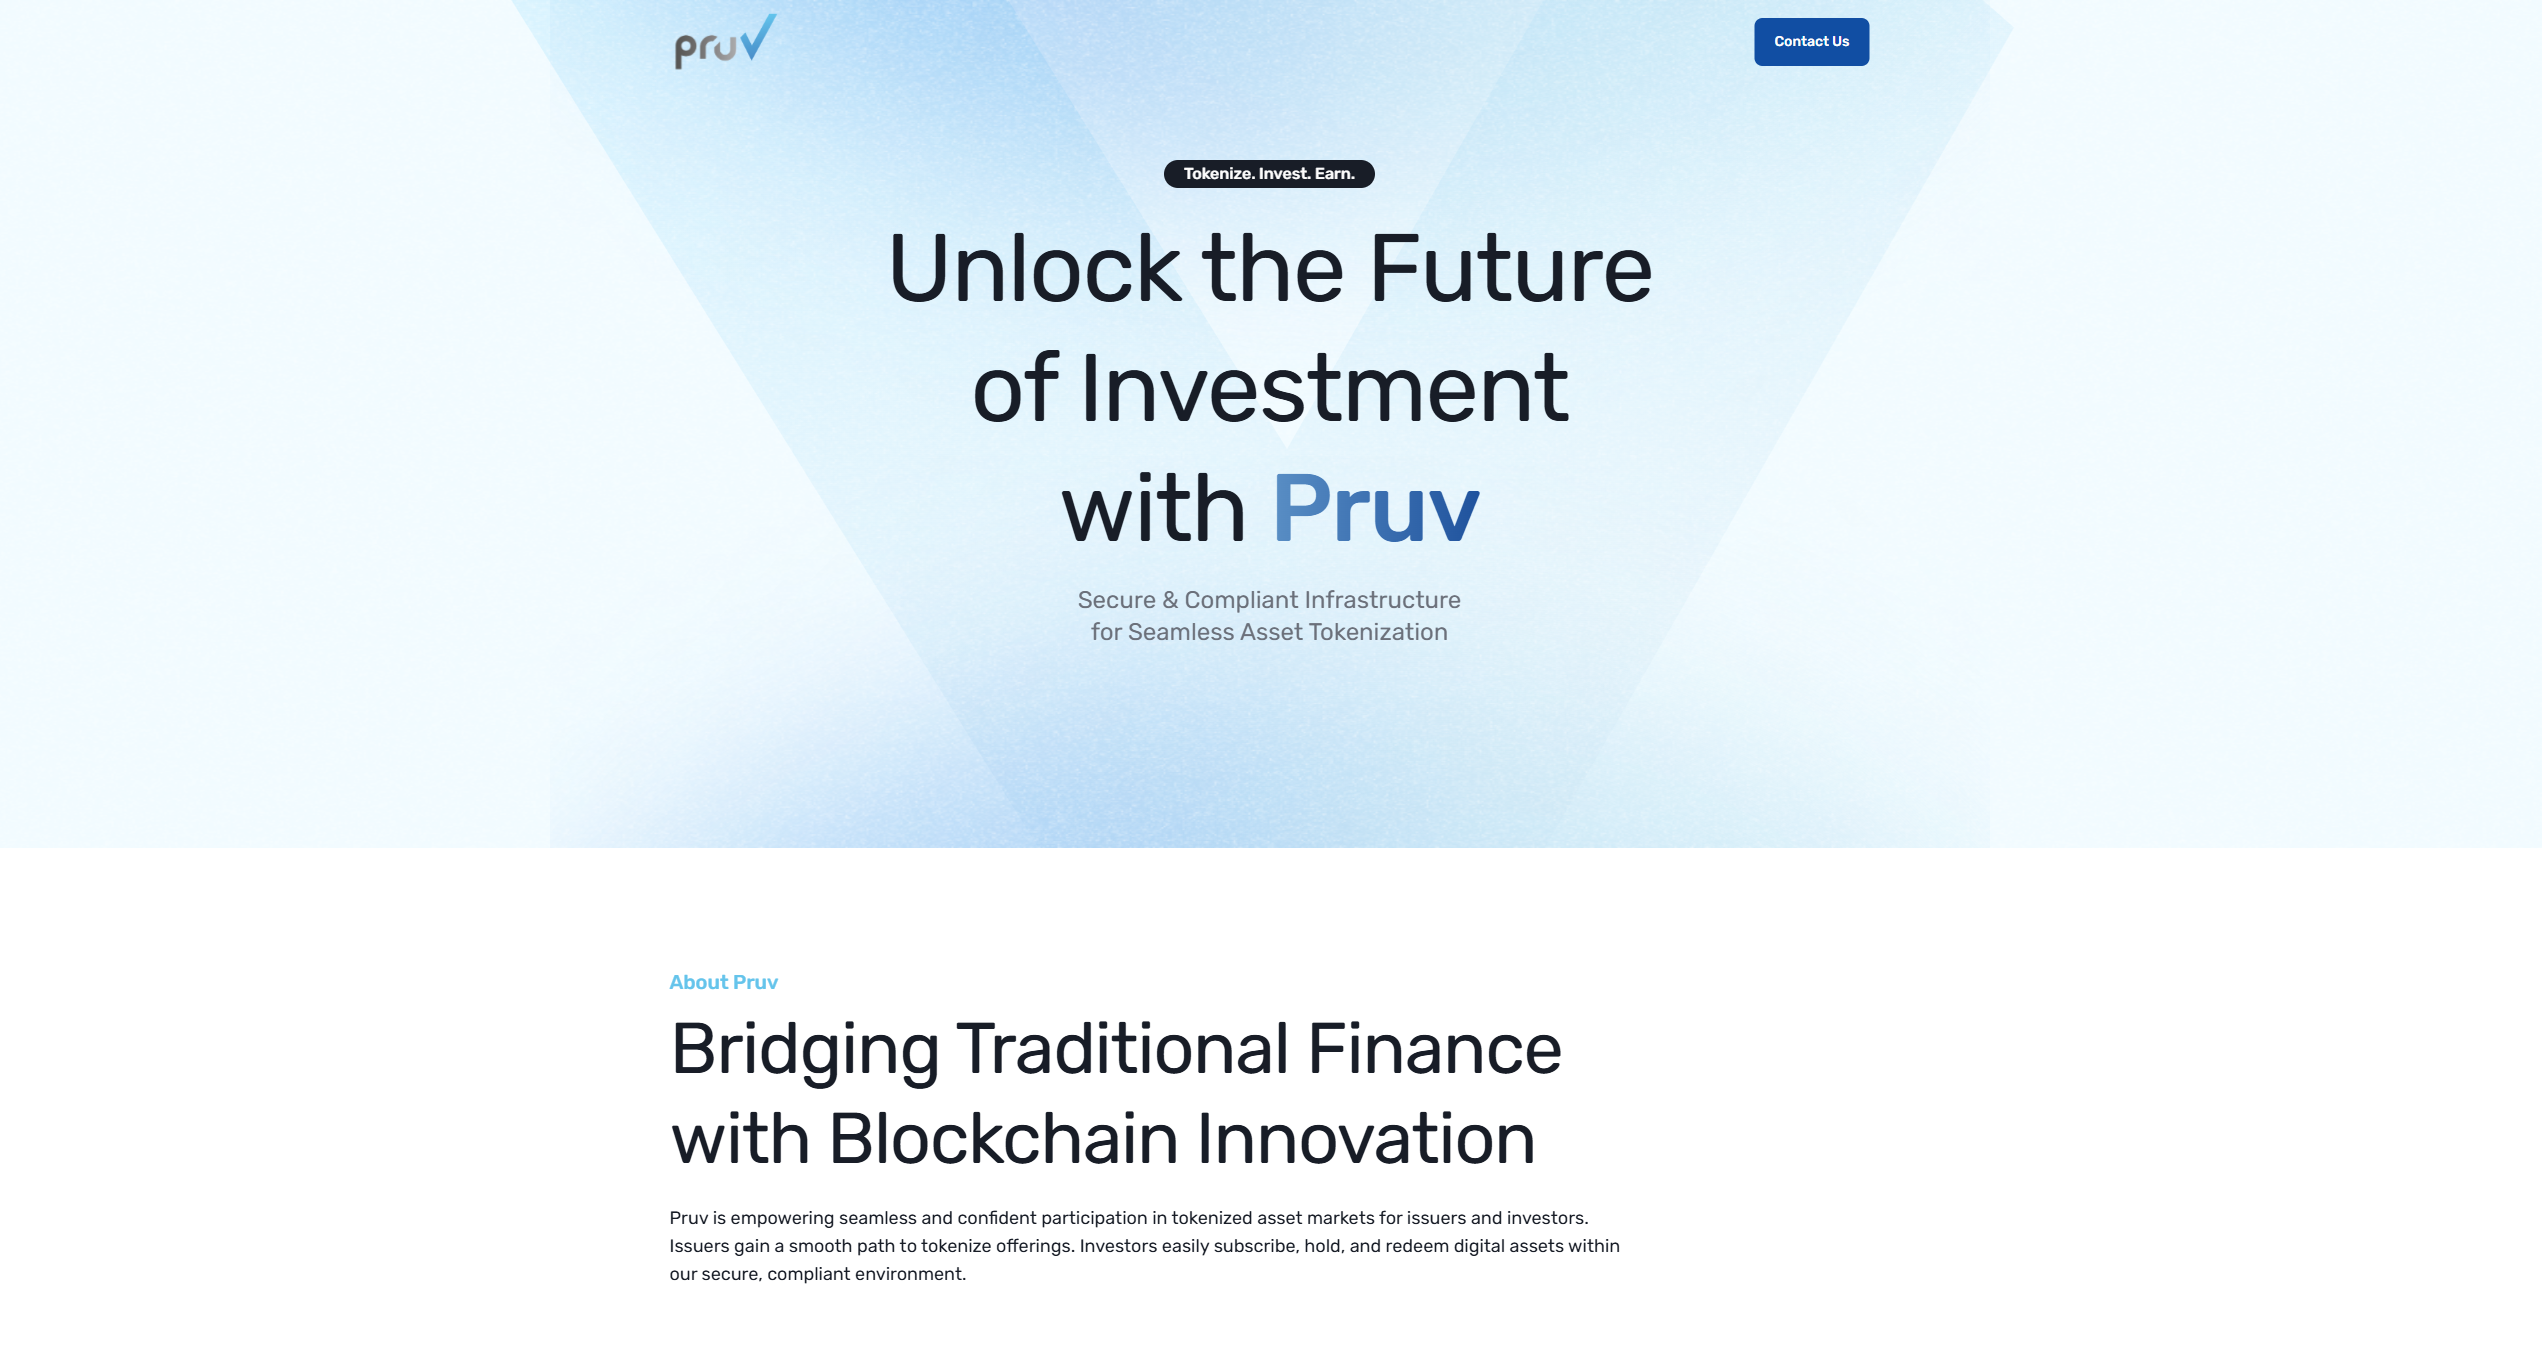 pruv
Contact Us
Tokenize. Invest. Earn.
Unlock the Future
of Investment
with Pruv
Secure & Compliant Infrastructure
for Seamless Asset Tokenization
About Pruv
Bridging Traditional Finance
with Blockchain Innovation
Pruv is empowering seamless and confident participation in tokenized asset markets for issuers and investors.
Issuers gain a smooth path to tokenize offerings. Investors easily subscribe, hold, and redeem digital assets within
our secure, compliant environment.